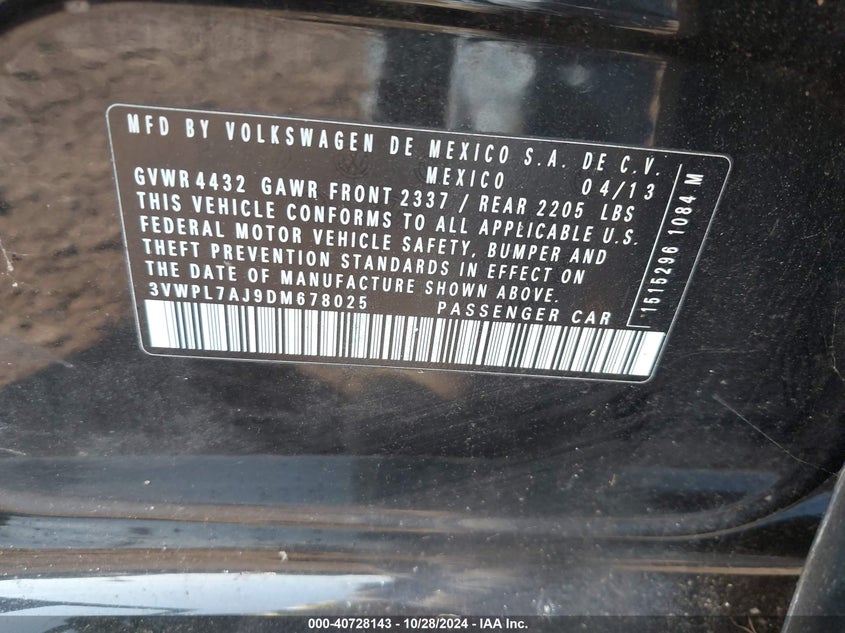 MFD BY VOLKSWAGEN DE MEXICO S.A. DE C.V.
MEXICO 04/13
GVWR 4432 GAWR FRONT 2337 / REAR 2205 LBS
THIS VEHICLE CONFORMS TO ALL APPLICABLE U.S.
FEDERAL MOTOR VEHICLE SAFETY, BUMPER AND
THEFT PREVENTION STANDARDS IN EFFECT ON
THE DATE OF MANUFACTURE SHOWN ABOVE.
3VWPL7AJ9DM678025 PASSENGER CAR
1515296 1084 M
000-40728143 - 10/28/2024 - IAA Inc.